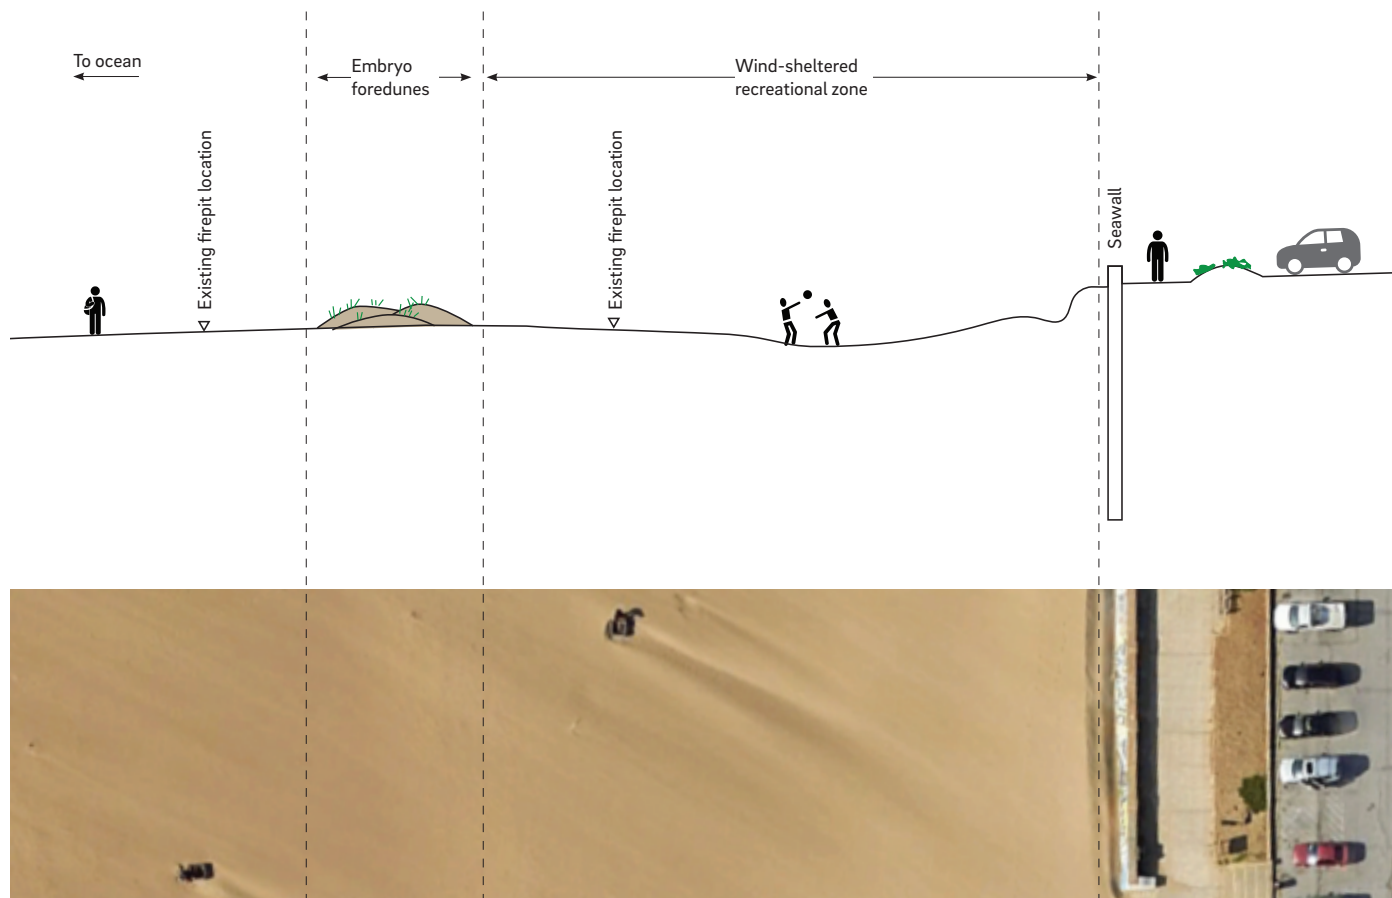 To ocean
Embryo
foredunes
Wind-sheltered
recreational zone
Existing firepit location
Existing firepit location
Seawall